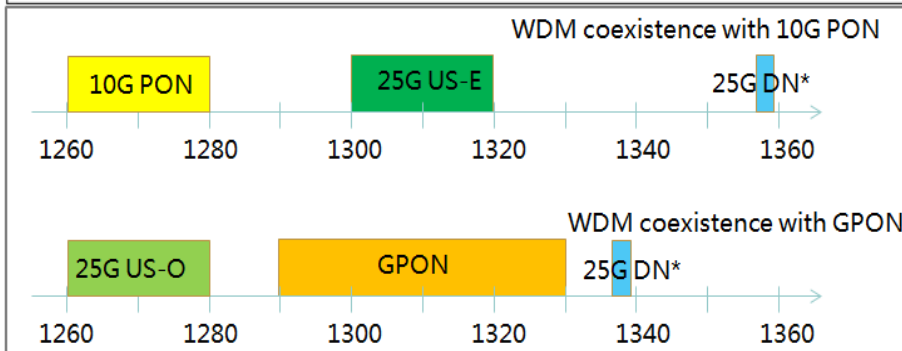 WDM coexistence with 10G PON
10G PON 25G US-E 25G DN*
1260 1280 1300 1320 1340 1360
WDM coexistence with GPON
25G US-O GPON 25G DN*
1260 1280 1300 1320 1340 1360